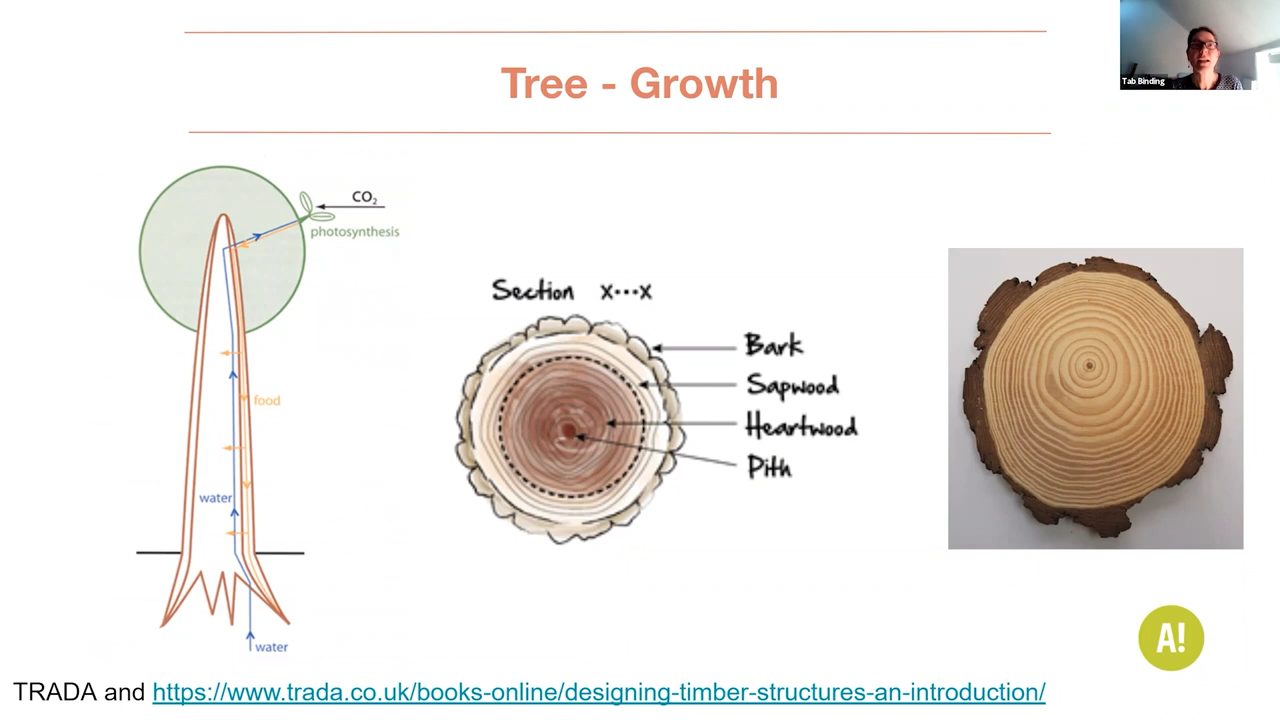 Tree - Growth
Tab Binding
CO₂
photosynthesis
food
water
water
Section x···x
Bark
Sapwood
Heartwood
Pith
A!
TRADA and https://www.trada.co.uk/books-online/designing-timber-structures-an-introduction/